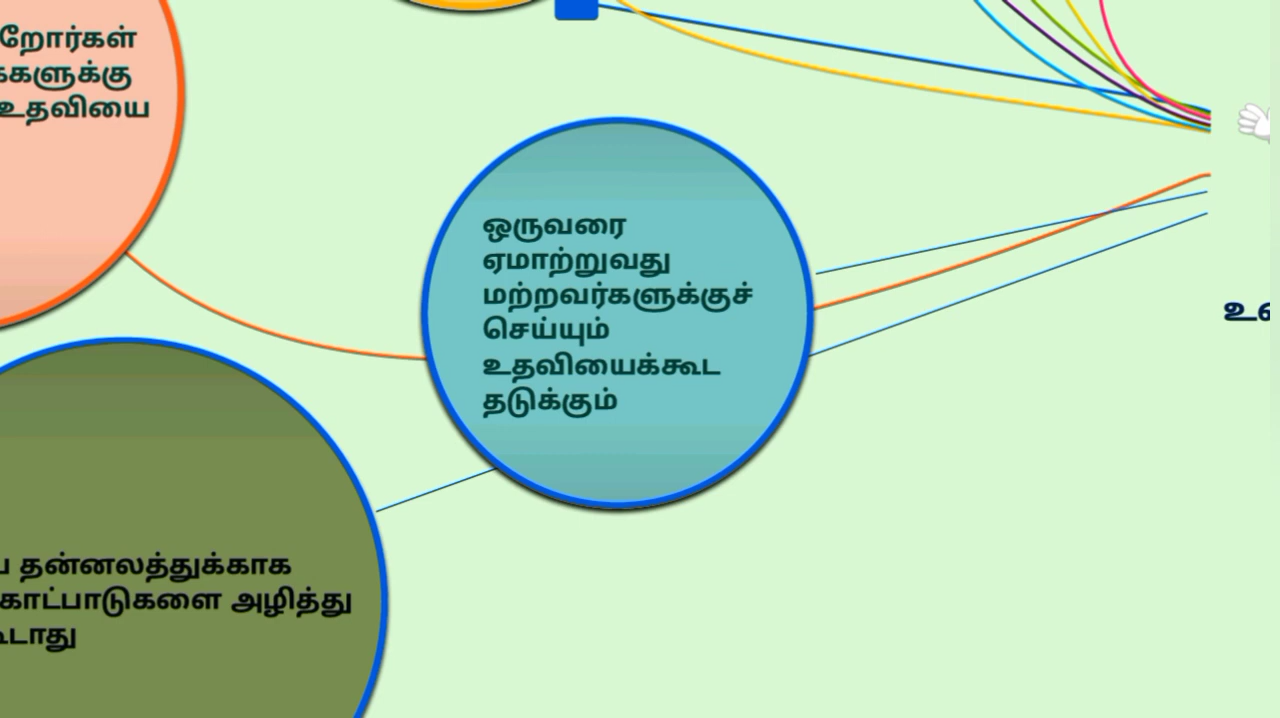 றோர்கள்
களுக்கு
உதவியை
ஒருவரை
ஏமாற்றுவது
மற்றவர்களுக்குச்
செய்யும்
உதவியைக்கூட
தடுக்கும்
தன்னலத்துக்காக
கோட்பாடுகளை அழித்து